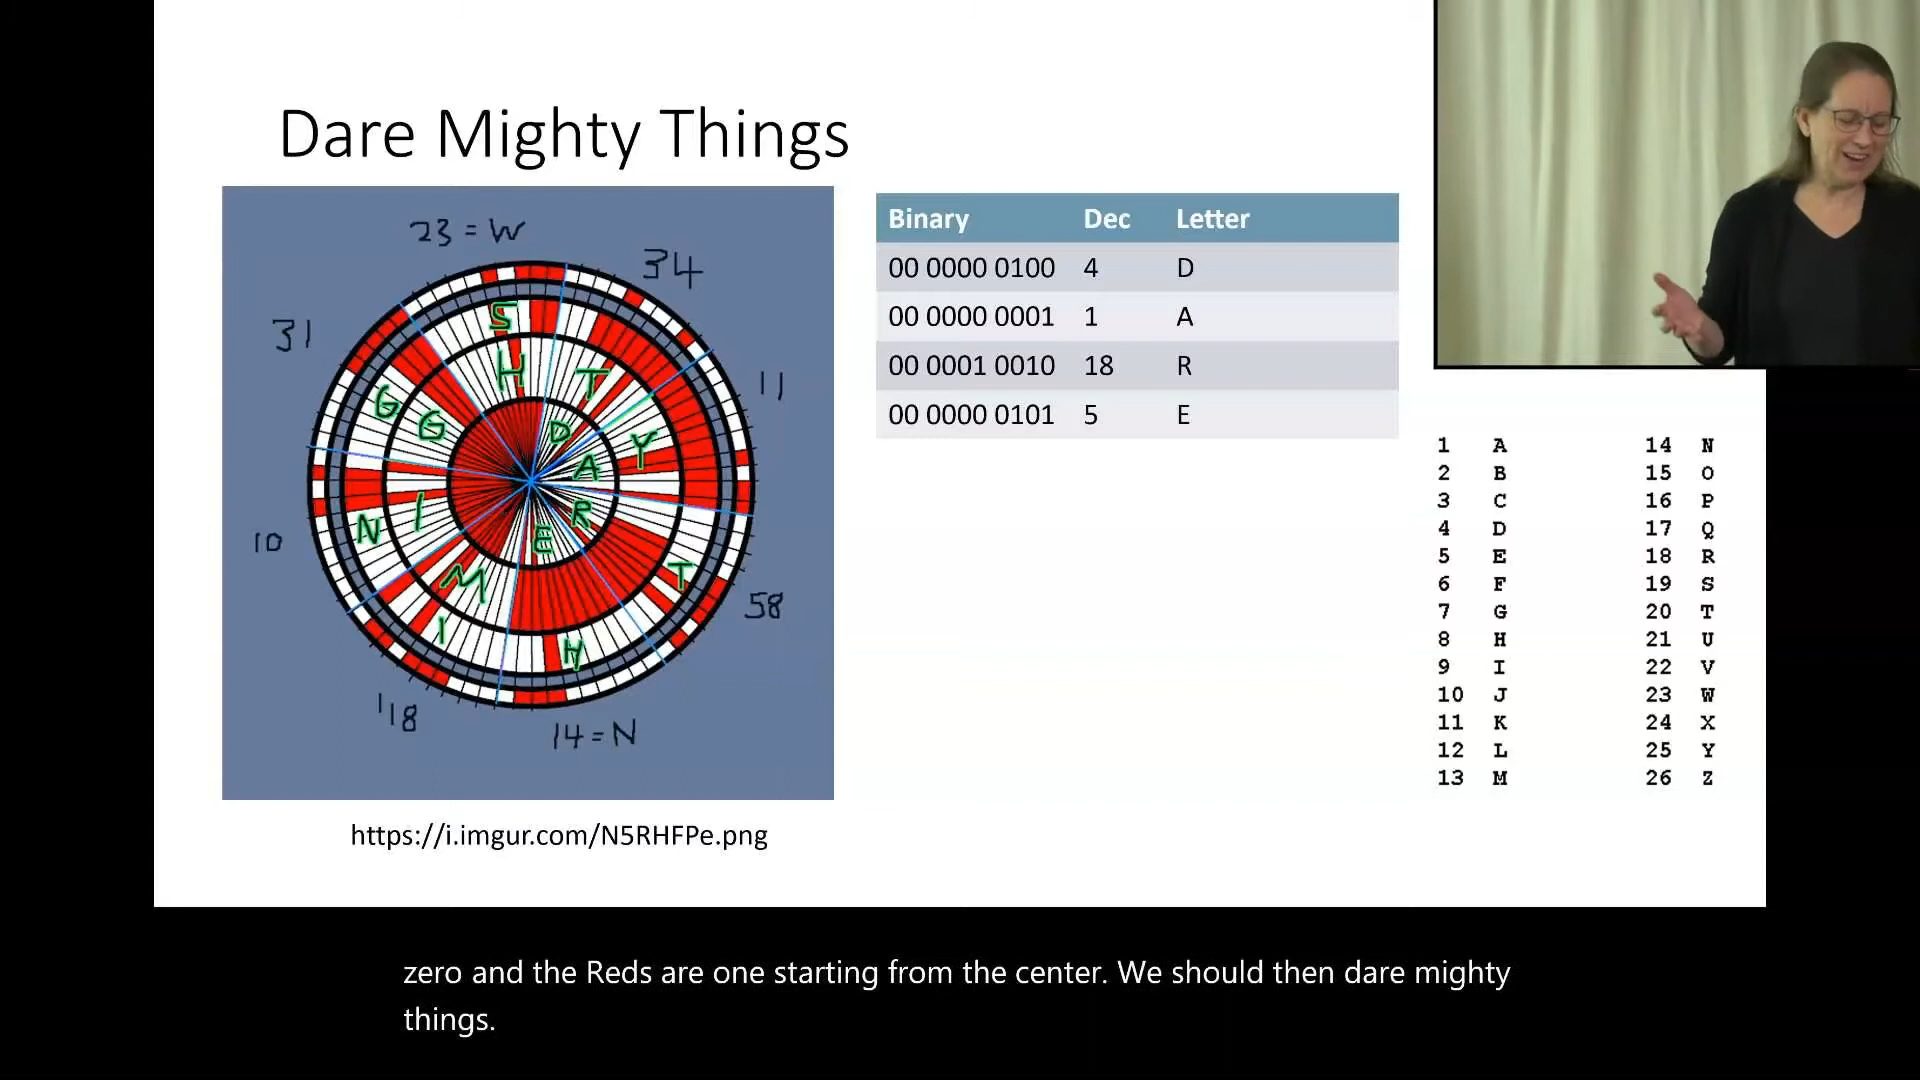 Dare Mighty Things
23 = W
34
31
11
S
H
T
G
G
D
Y
A
N
I
R
E
M
T
10
58
I
H
118
14 = N
https://i.imgur.com/N5RHFPe.png
Binary Dec Letter
00 0000 0100 4 D
00 0000 0001 1 A
00 0001 0010 18 R
00 0000 0101 5 E
1 A 14 N
2 B 15 O
3 C 16 P
4 D 17 Q
5 E 18 R
6 F 19 S
7 G 20 T
8 H 21 U
9 I 22 V
10 J 23 W
11 K 24 X
12 L 25 Y
13 M 26 Z
zero and the Reds are one starting from the center. We should then dare mighty
things.